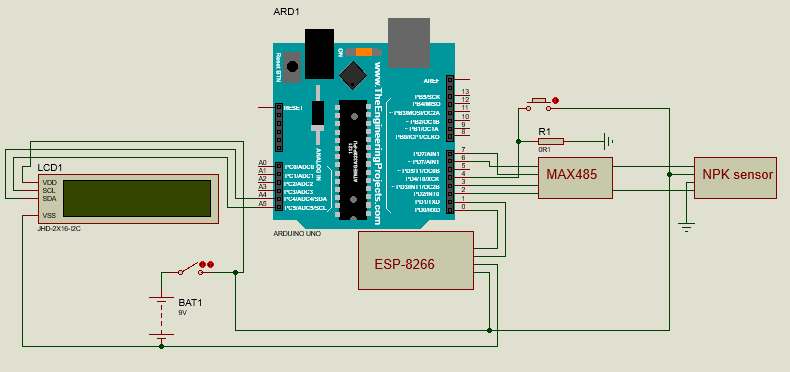 ARD1
ON
Reset BTN
www.TheEngineeringProjects.com
ANALOG IN
AREF
PB5/SCK
PB4/MISO
~PB3/MOSI/OC2A
~PB2/OC1B
~PB1/OC1A
PB0/ICP1/CLKO
13
12
11
10
9
8
RESET
A0
A1
A2
A3
A4
A5
PC0/ADC0
PC1/ADC1
PC2/ADC2
PC3/ADC3
PC4/ADC4/SDA
PC5/ADC5/SCL
PD7/AIN1
~PD6/AIN0
~PD5/T1/OC0B
PD4/T0/XCK
~PD3/INT1/OC2B
PD2/INT0
PD1/TXD
PD0/RXD
7
6
5
4
3
2
1
0
ARDUINO UNO
R1
0R1
MAX485
NPK sensor
LCD1
VDD
SCL
SDA
VSS
JHD-2X16-I2C
ESP-8266
BAT1
9V